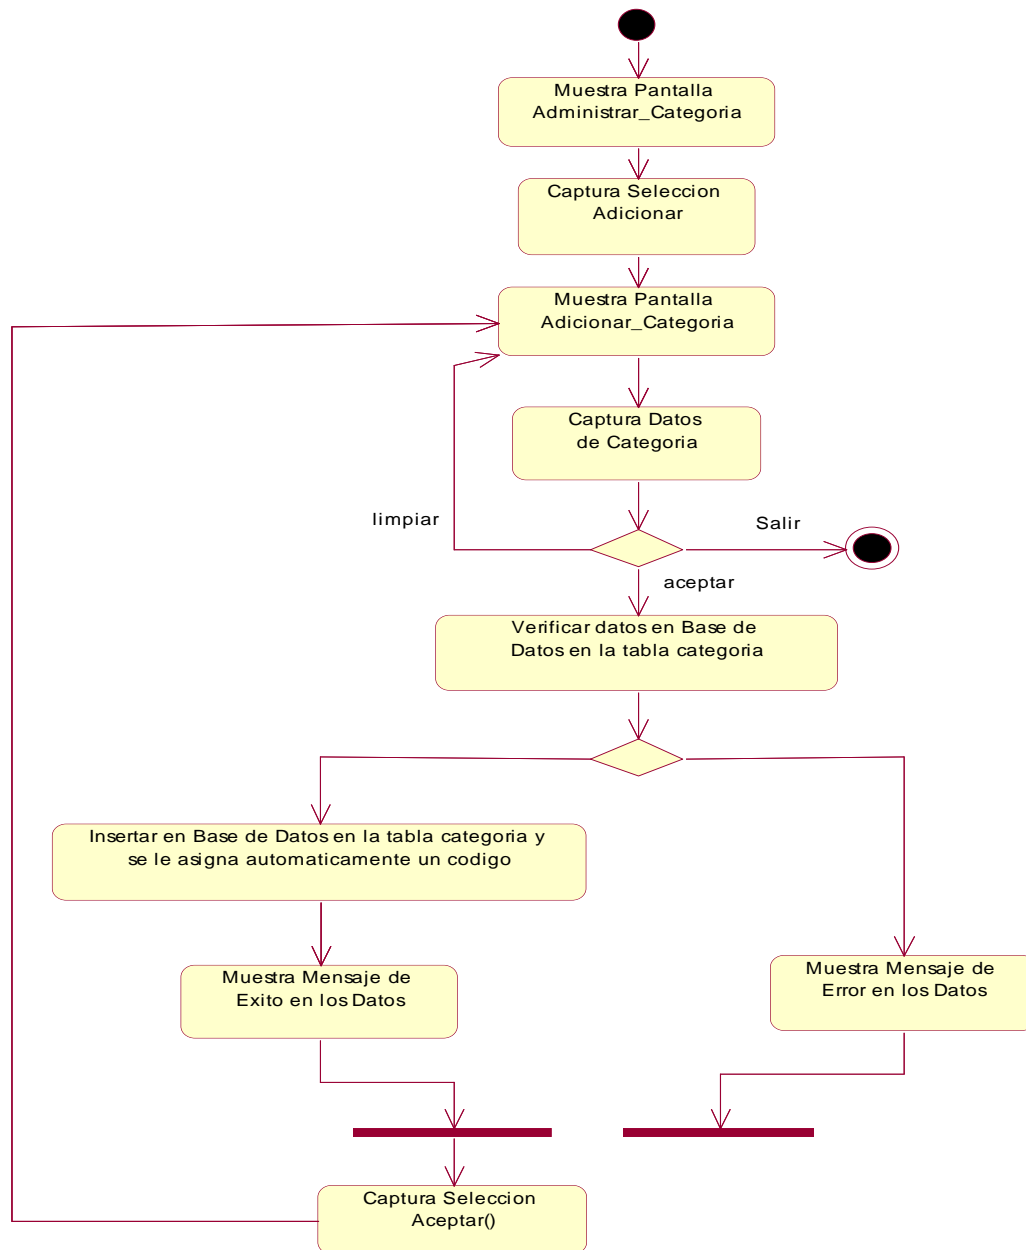 Muestra Pantalla
Administrar_Categoria
Captura Seleccion
Adicionar
Muestra Pantalla
Adicionar_Categoria
Captura Datos
de Categoria
limpiar
Salir
aceptar
Verificar datos en Base de
Datos en la tabla categoria
Insertar en Base de Datos en la tabla categoria y
se le asigna automaticamente un codigo
Muestra Mensaje de
Exito en los Datos
Muestra Mensaje de
Error en los Datos
Captura Seleccion
Aceptar()